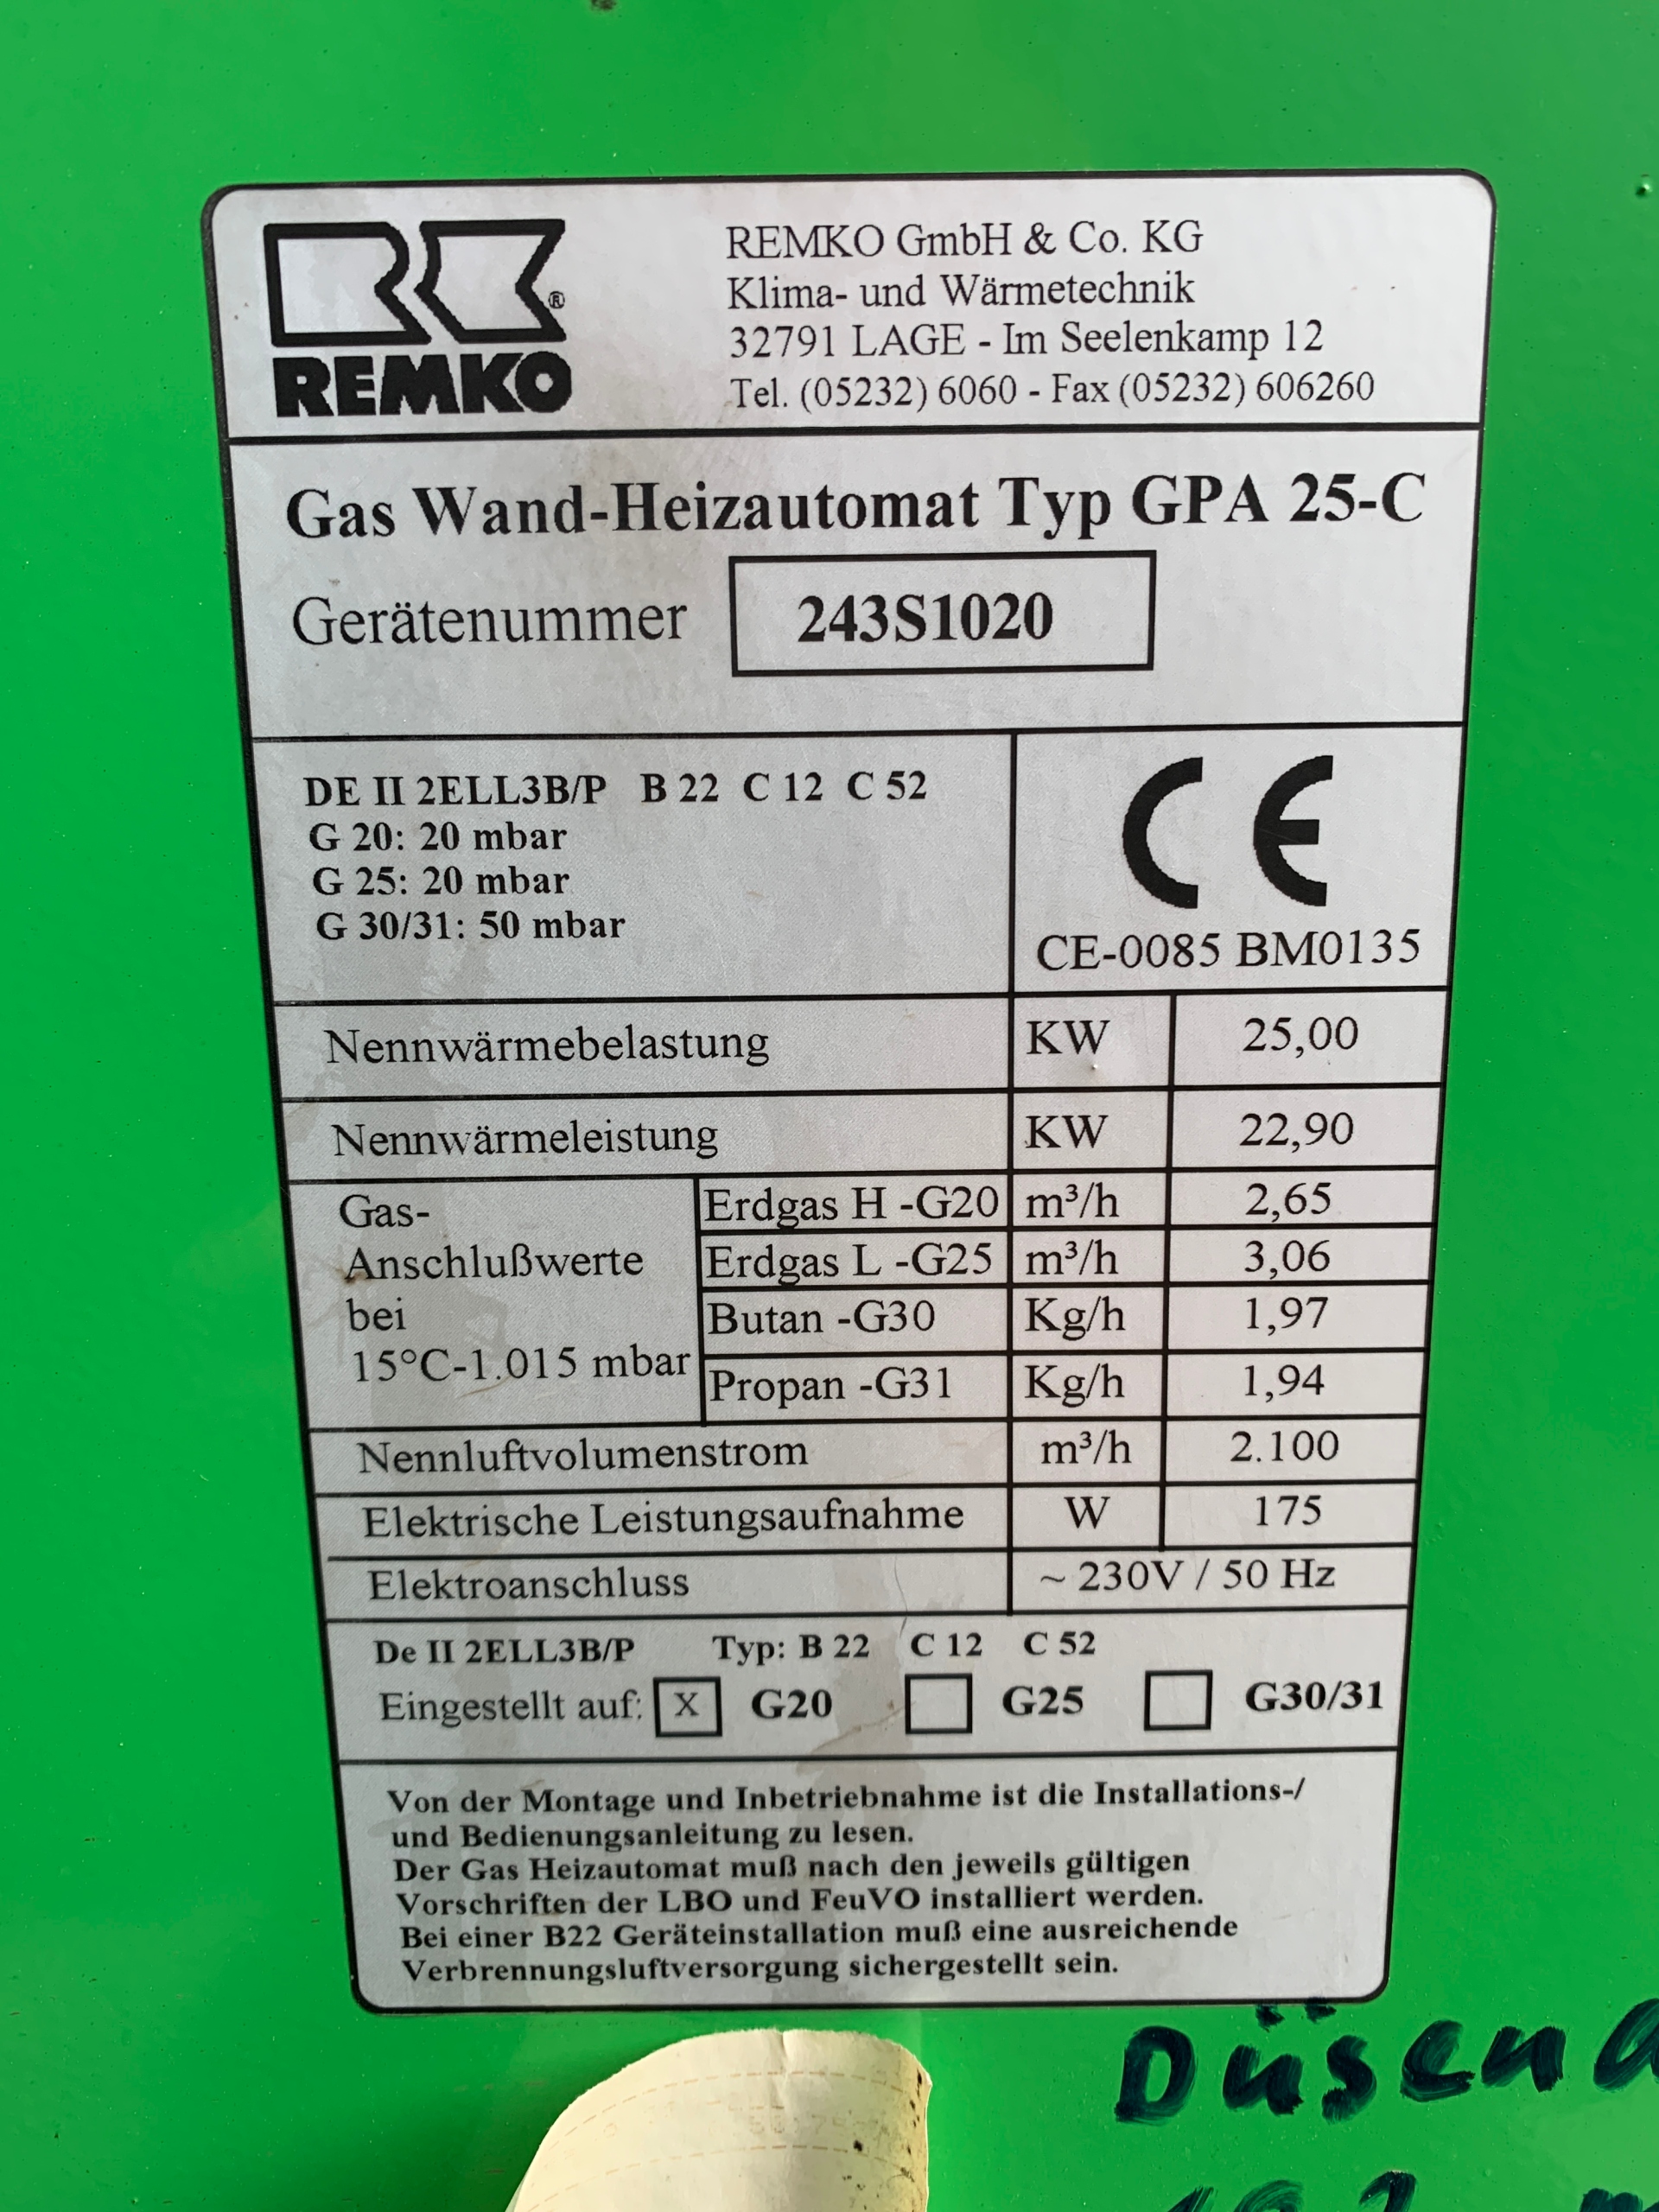 REMKO GmbH & Co. KG
Klima- und Wärmetechnik
32791 LAGE - Im Seelenkamp 12
Tel. (05232) 6060 - Fax (05232) 606260
®
REMKO
Gas Wand-Heizautomat Typ GPA 25-C
Gerätenummer 243S1020
DE II 2ELL3B/P B 22 C 12 C 52
G 20: 20 mbar
G 25: 20 mbar
G 30/31: 50 mbar
CE
CE-0085 BM0135
Nennwärmebelastung KW 25,00
Nennwärmeleistung KW 22,90
Gas-
Anschlußwerte
bei
15°C-1.015 mbar
Erdgas H -G20 m³/h 2,65
Erdgas L -G25 m³/h 3,06
Butan -G30 Kg/h 1,97
Propan -G31 Kg/h 1,94
Nennluftvolumenstrom m³/h 2.100
Elektrische Leistungsaufnahme W 175
Elektroanschluss ~ 230V / 50 Hz
De II 2ELL3B/P Typ: B 22 C 12 C 52
Eingestellt auf: X G20 G25 G30/31
Von der Montage und Inbetriebnahme ist die Installations-/
und Bedienungsanleitung zu lesen.
Der Gas Heizautomat muß nach den jeweils gültigen
Vorschriften der LBO und FeuVO installiert werden.
Bei einer B22 Geräteinstallation muß eine ausreichende
Verbrennungsluftversorgung sichergestellt sein.